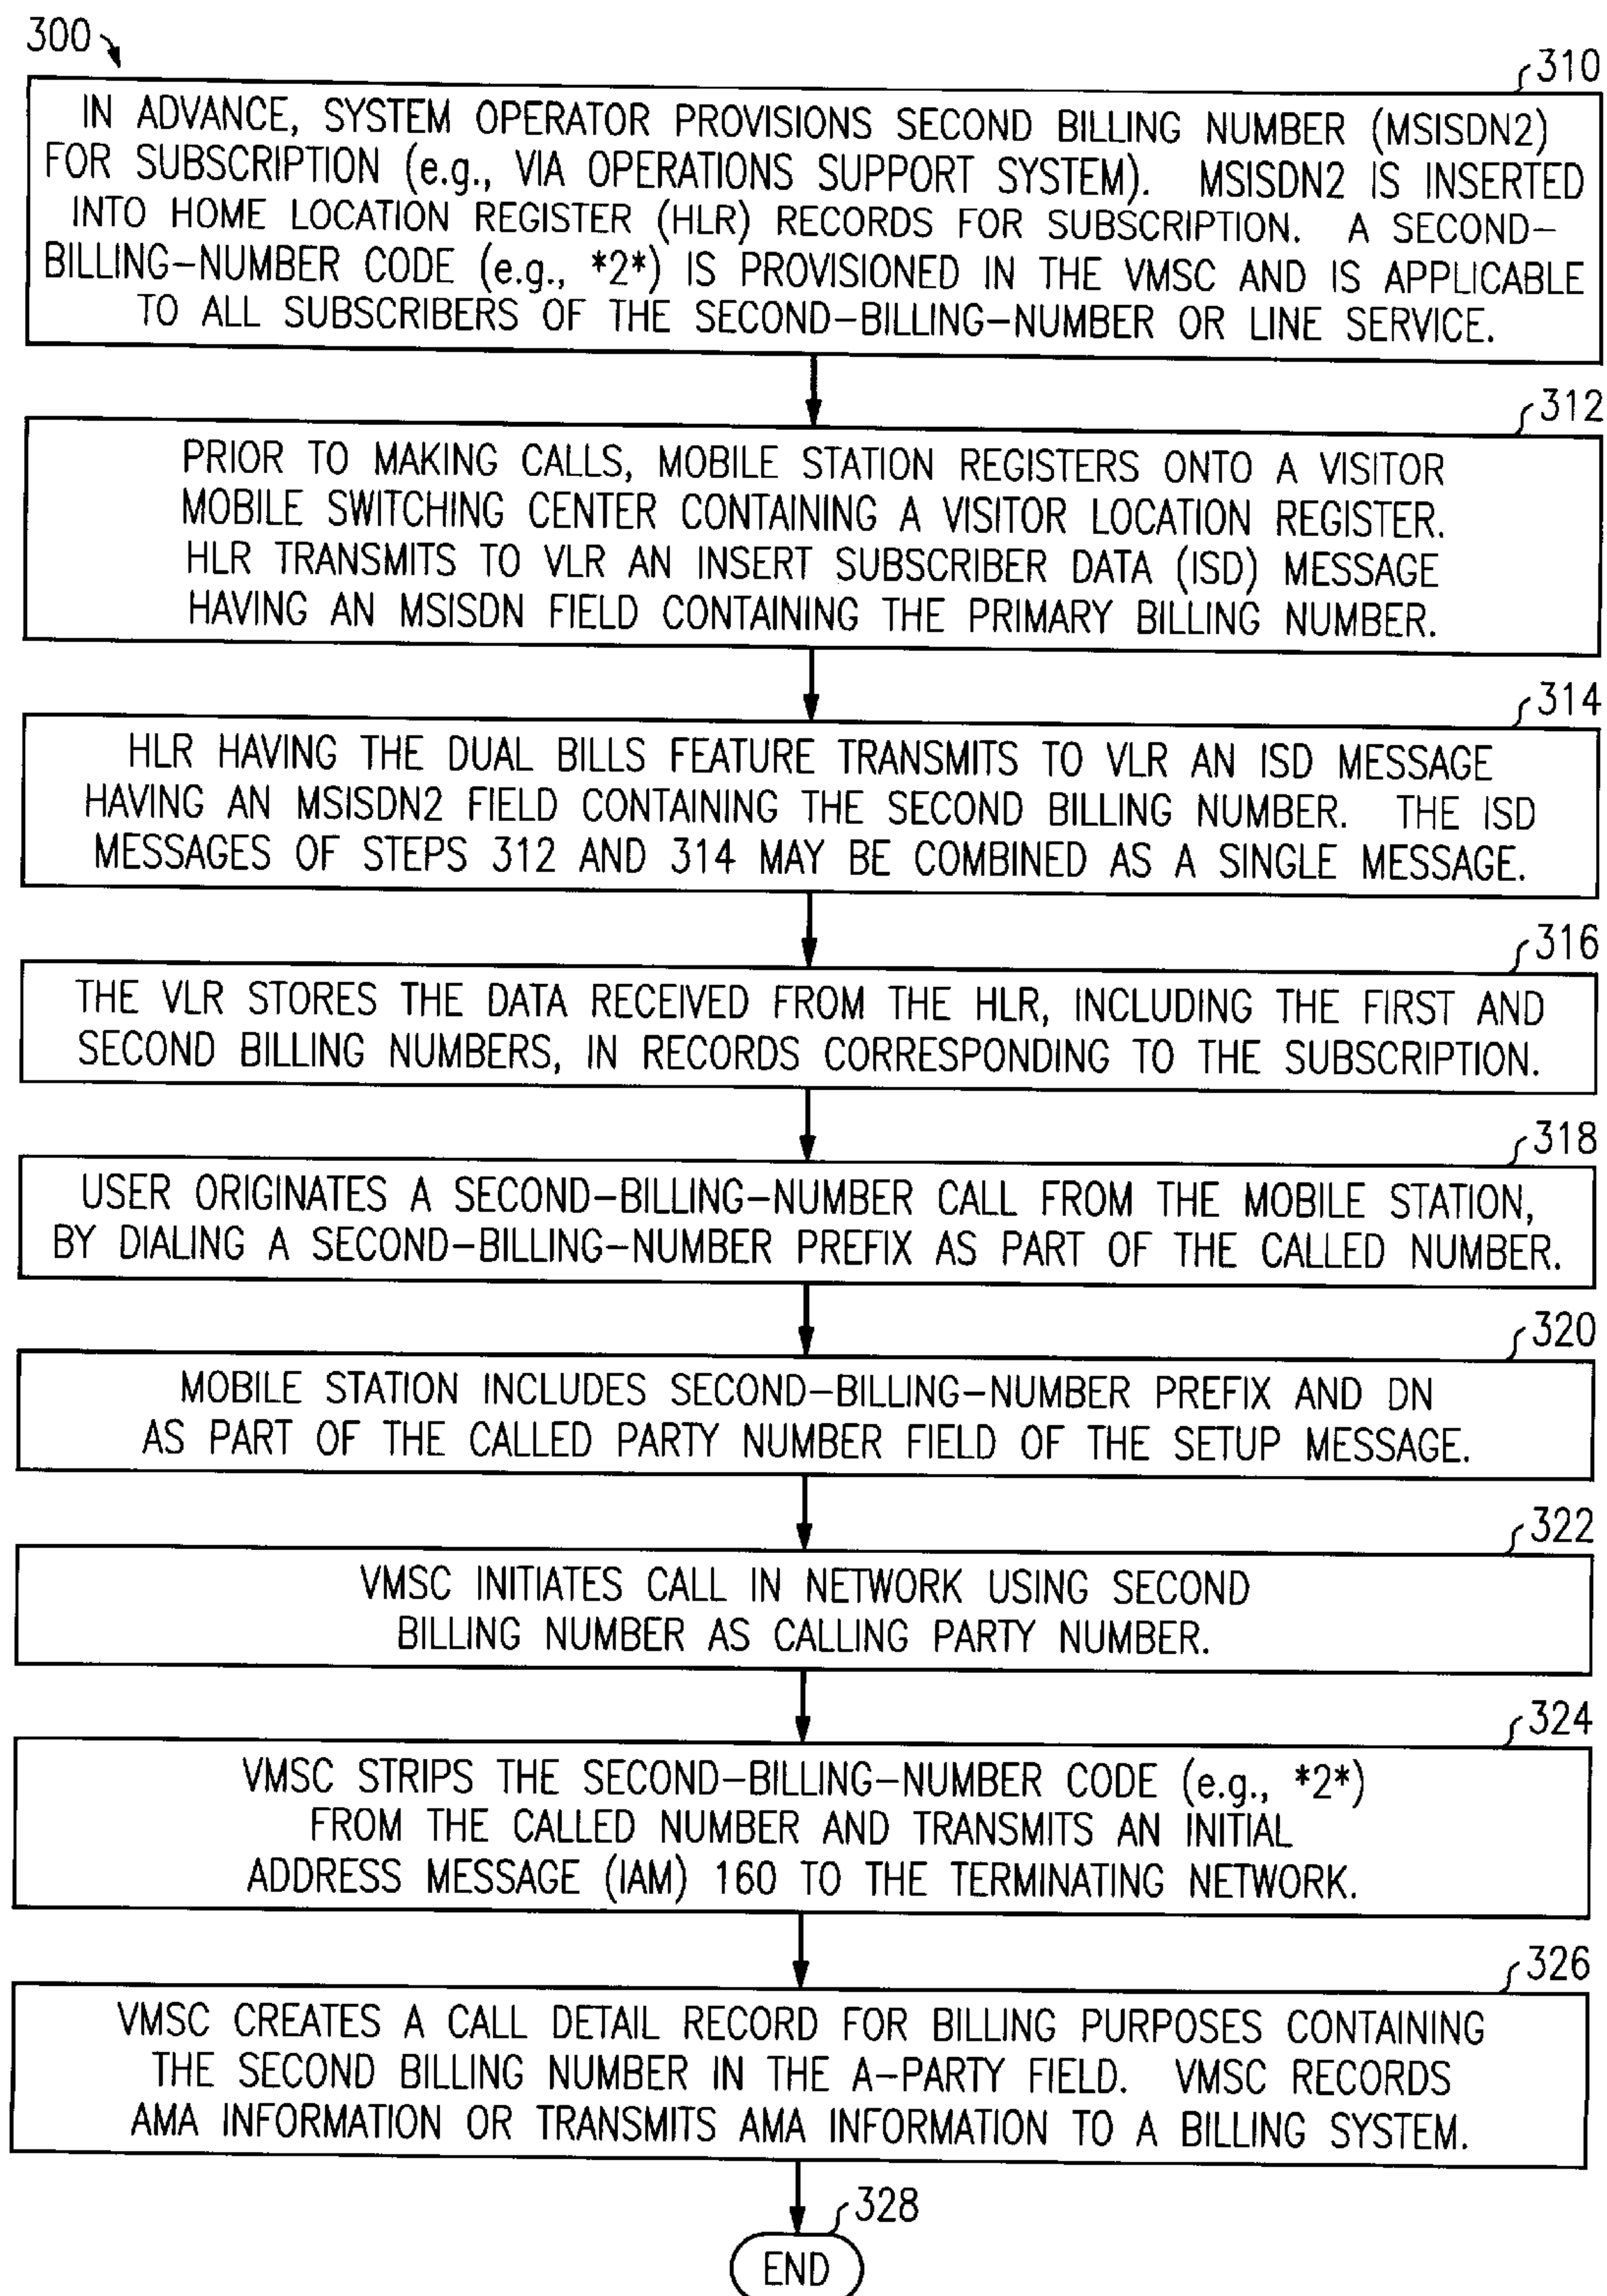 300
310
IN ADVANCE, SYSTEM OPERATOR PROVISIONS SECOND BILLING NUMBER (MSISDN2)
FOR SUBSCRIPTION (e.g., VIA OPERATIONS SUPPORT SYSTEM). MSISDN2 IS INSERTED
INTO HOME LOCATION REGISTER (HLR) RECORDS FOR SUBSCRIPTION. A SECOND-
BILLING-NUMBER CODE (e.g., *2*) IS PROVISIONED IN THE VMSC AND IS APPLICABLE
TO ALL SUBSCRIBERS OF THE SECOND-BILLING-NUMBER OR LINE SERVICE.
312
PRIOR TO MAKING CALLS, MOBILE STATION REGISTERS ONTO A VISITOR
MOBILE SWITCHING CENTER CONTAINING A VISITOR LOCATION REGISTER.
HLR TRANSMITS TO VLR AN INSERT SUBSCRIBER DATA (ISD) MESSAGE
HAVING AN MSISDN FIELD CONTAINING THE PRIMARY BILLING NUMBER.
314
HLR HAVING THE DUAL BILLS FEATURE TRANSMITS TO VLR AN ISD MESSAGE
HAVING AN MSISDN2 FIELD CONTAINING THE SECOND BILLING NUMBER. THE ISD
MESSAGES OF STEPS 312 AND 314 MAY BE COMBINED AS A SINGLE MESSAGE.
316
THE VLR STORES THE DATA RECEIVED FROM THE HLR, INCLUDING THE FIRST AND
SECOND BILLING NUMBERS, IN RECORDS CORRESPONDING TO THE SUBSCRIPTION.
318
USER ORIGINATES A SECOND-BILLING-NUMBER CALL FROM THE MOBILE STATION,
BY DIALING A SECOND-BILLING-NUMBER PREFIX AS PART OF THE CALLED NUMBER.
320
MOBILE STATION INCLUDES SECOND-BILLING-NUMBER PREFIX AND DN
AS PART OF THE CALLED PARTY NUMBER FIELD OF THE SETUP MESSAGE.
322
VMSC INITIATES CALL IN NETWORK USING SECOND
BILLING NUMBER AS CALLING PARTY NUMBER.
324
VMSC STRIPS THE SECOND-BILLING-NUMBER CODE (e.g., *2*)
FROM THE CALLED NUMBER AND TRANSMITS AN INITIAL
ADDRESS MESSAGE (IAM) 160 TO THE TERMINATING NETWORK.
326
VMSC CREATES A CALL DETAIL RECORD FOR BILLING PURPOSES CONTAINING
THE SECOND BILLING NUMBER IN THE A-PARTY FIELD. VMSC RECORDS
AMA INFORMATION OR TRANSMITS AMA INFORMATION TO A BILLING SYSTEM.
328
END